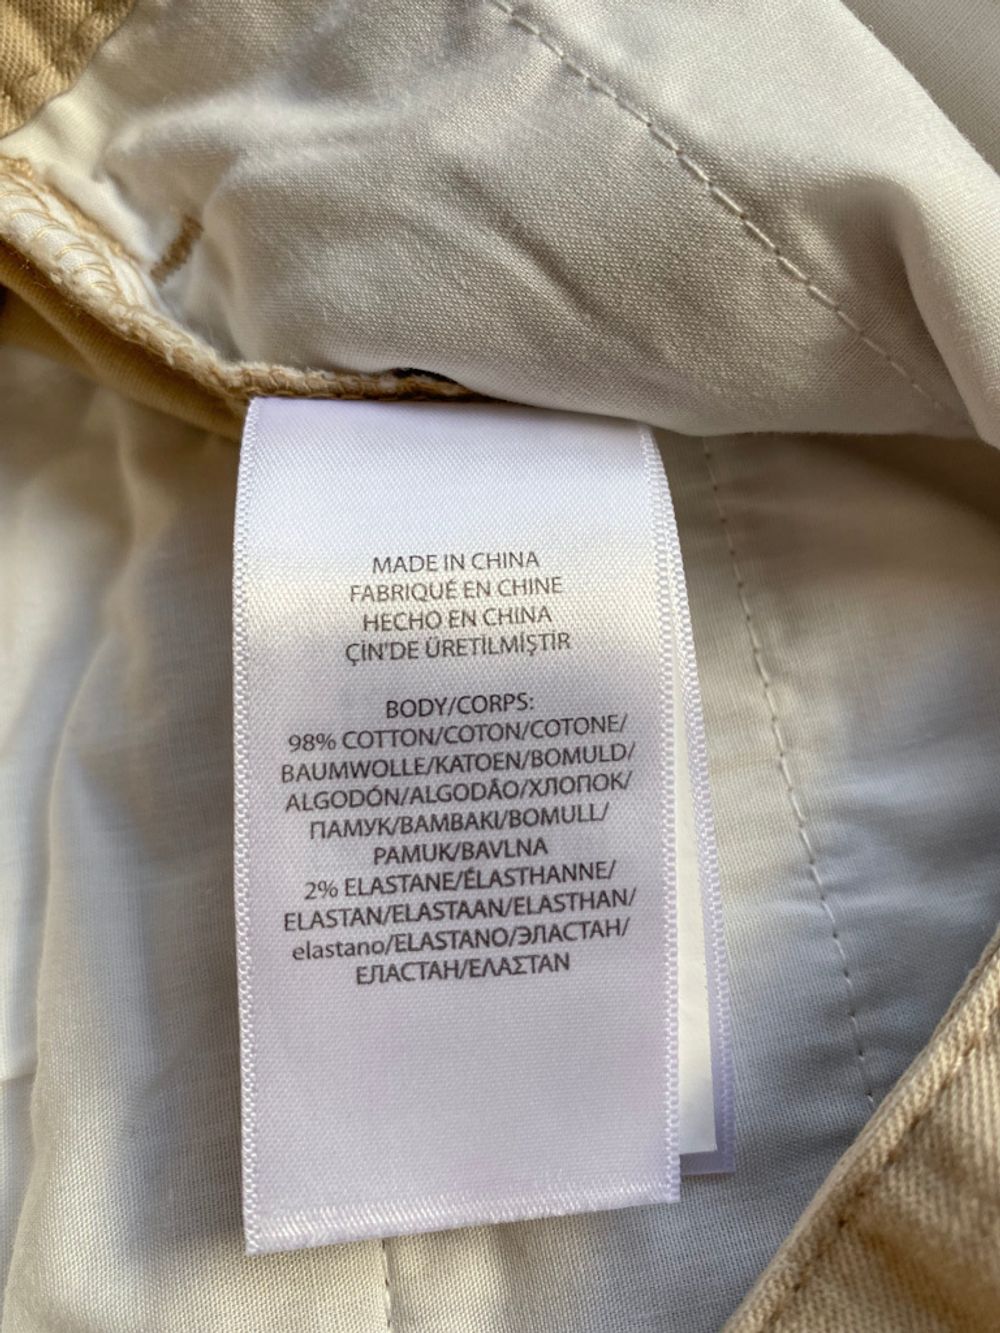 MADE IN CHINA
FABRIQUÉ EN CHINE
HECHO EN CHINA
ÇİN'DE ÜRETİLMİŞTİR
BODY/CORPS:
98% COTTON/COTON/COTONE/
BAUMWOLLE/KATOEN/BOMULD/
ALGODÓN/ALGODÃO/ХЛОПОК/
ПАМУК/BAMBAKI/BOMULL/
PAMUK/BAVLNA
2% ELASTANE/ÉLASTHANNE/
ELASTAN/ELASTAAN/ELASTHAN/
elastano/ELASTANO/ЭЛАСТАН/
ЕЛАСТАН/ΕΛΑΣΤΑΝ